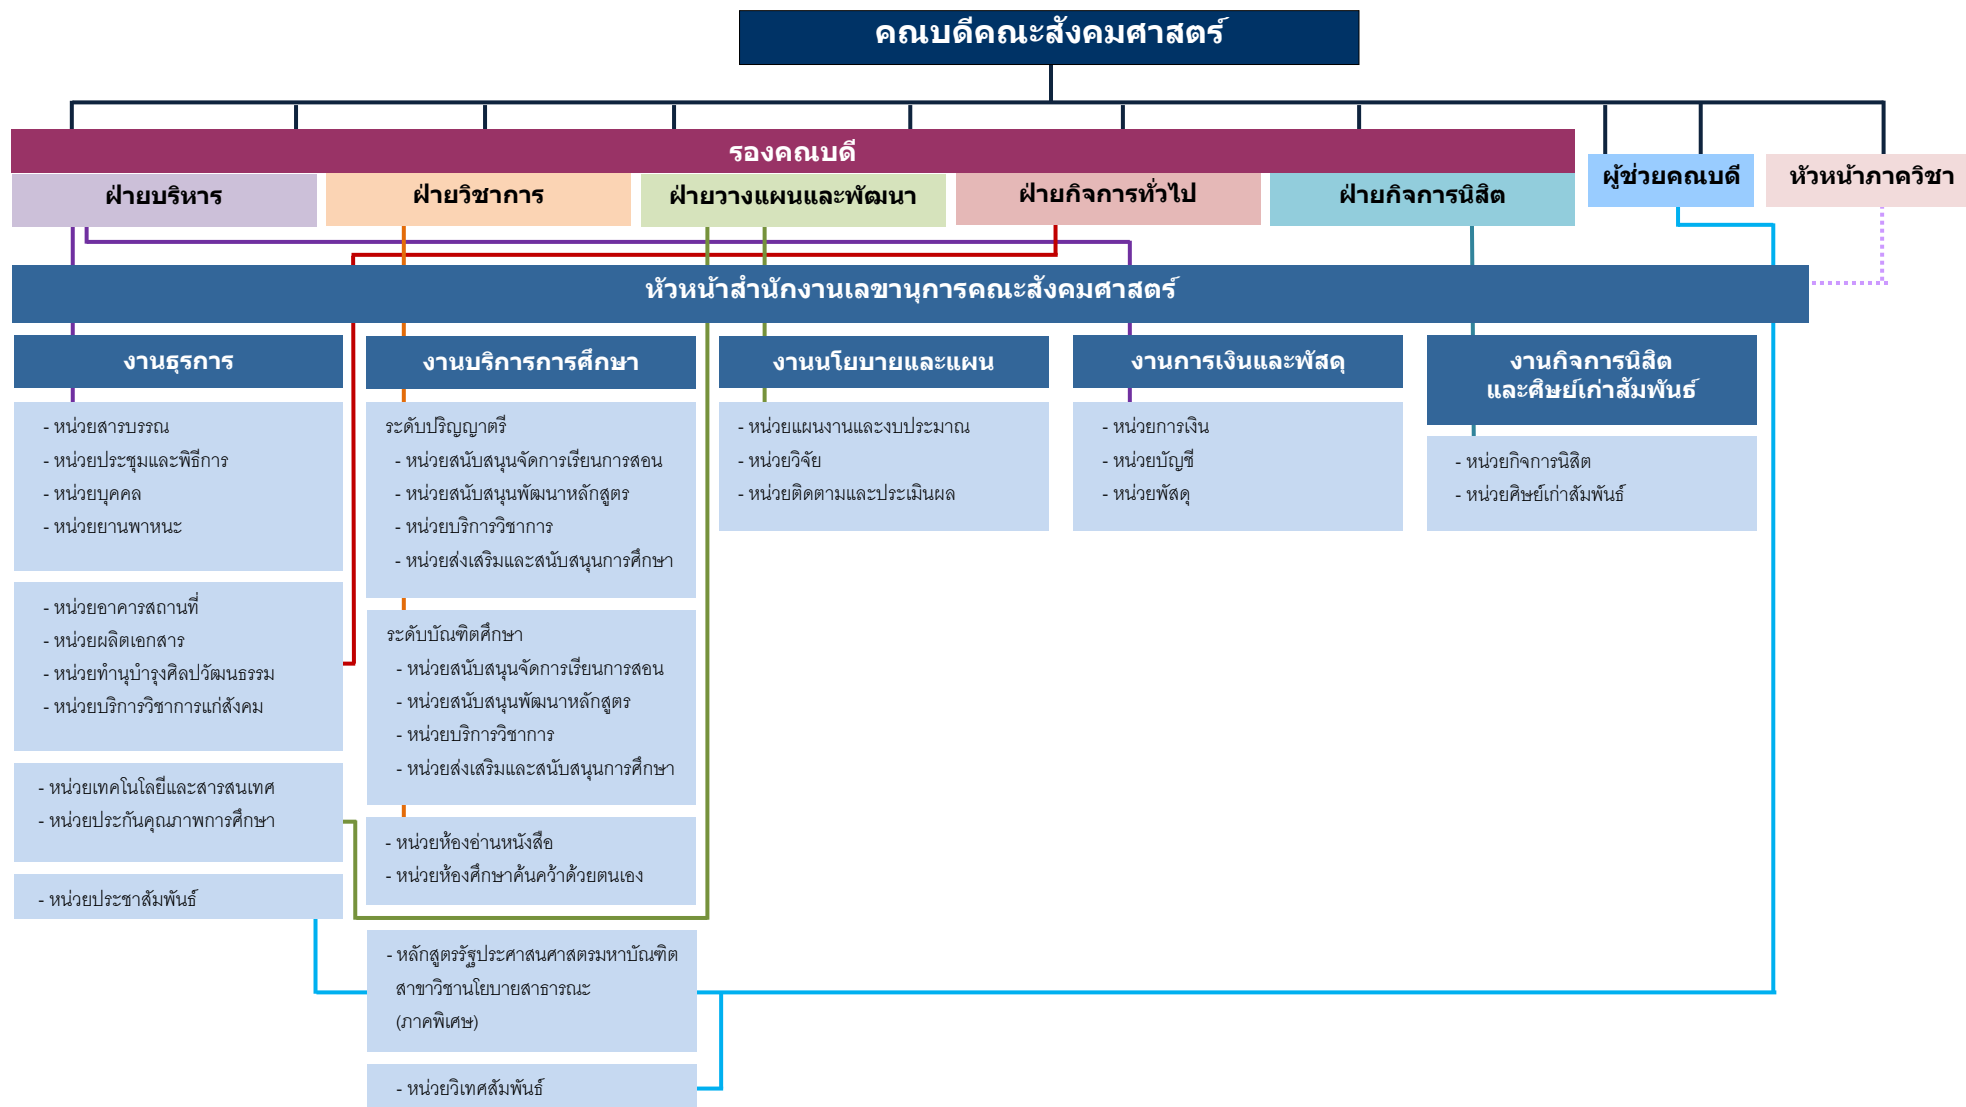 คณบดีคณะสังคมศาสตร์
รองคณบดี
ฝ่ายบริหาร
ฝ่ายวิชาการ
ฝ่ายวางแผนและพัฒนา
ฝ่ายกิจการทั่วไป
ฝ่ายกิจการนิสิต
ผู้ช่วยคณบดี
หัวหน้าภาควิชา
หัวหน้าสำนักงานเลขานุการคณะสังคมศาสตร์
งานธุรการ
- หน่วยสารบรรณ
- หน่วยประชุมและพิธีการ
- หน่วยบุคคล
- หน่วยยานพาหนะ
- หน่วยอาคารสถานที่
- หน่วยผลิตเอกสาร
- หน่วยทำนุบำรุงศิลปวัฒนธรรม
- หน่วยบริการวิชาการแก่สังคม
- หน่วยเทคโนโลยีและสารสนเทศ
- หน่วยประกันคุณภาพการศึกษา
- หน่วยประชาสัมพันธ์
งานบริการการศึกษา
ระดับปริญญาตรี
- หน่วยสนับสนุนจัดการเรียนการสอน
- หน่วยสนับสนุนพัฒนาหลักสูตร
- หน่วยบริการวิชาการ
- หน่วยส่งเสริมและสนับสนุนการศึกษา
ระดับบัณฑิตศึกษา
- หน่วยสนับสนุนจัดการเรียนการสอน
- หน่วยสนับสนุนพัฒนาหลักสูตร
- หน่วยบริการวิชาการ
- หน่วยส่งเสริมและสนับสนุนการศึกษา
- หน่วยห้องอ่านหนังสือ
- หน่วยห้องศึกษาค้นคว้าด้วยตนเอง
- หลักสูตรรัฐประศาสนศาสตรมหาบัณฑิต
สาขาวิชานโยบายสาธารณะ
(ภาคพิเศษ)
- หน่วยวิเทศสัมพันธ์
งานนโยบายและแผน
- หน่วยแผนงานและงบประมาณ
- หน่วยวิจัย
- หน่วยติดตามและประเมินผล
งานการเงินและพัสดุ
- หน่วยการเงิน
- หน่วยบัญชี
- หน่วยพัสดุ
งานกิจการนิสิต
และศิษย์เก่าสัมพันธ์
- หน่วยกิจการนิสิต
- หน่วยศิษย์เก่าสัมพันธ์